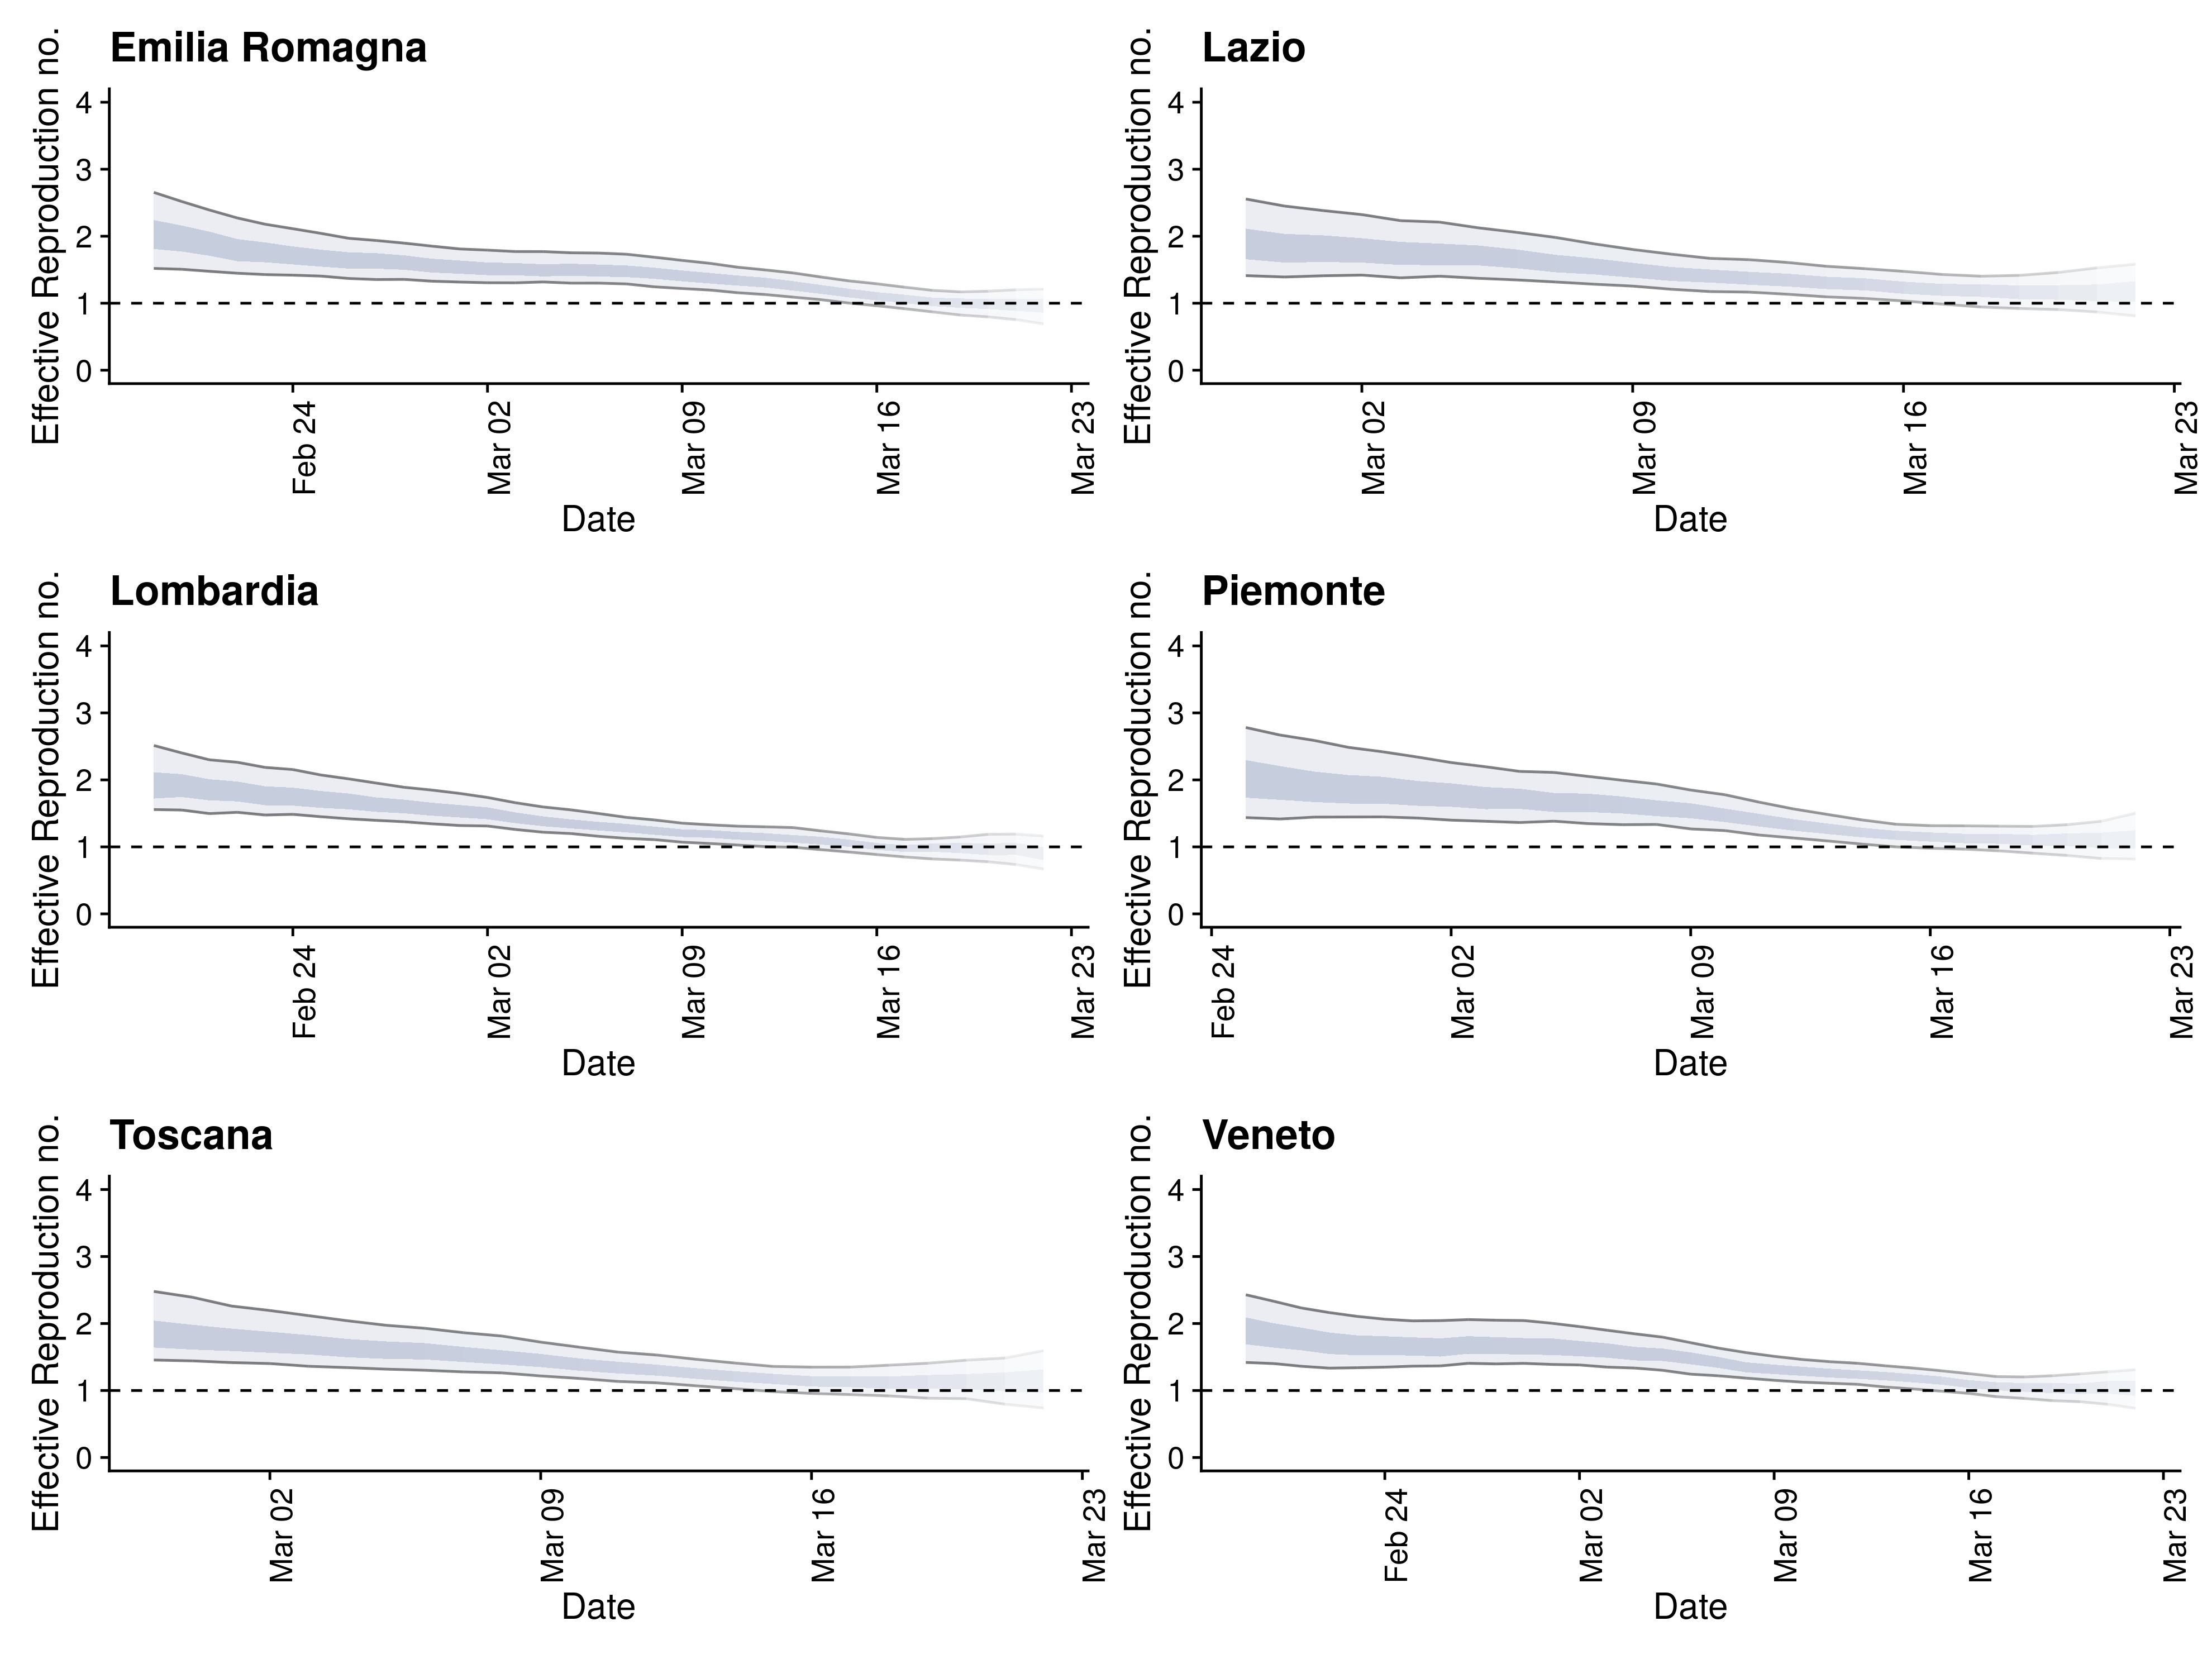 Emilia Romagna
Effective Reproduction no.
4
3
2
1
0
Feb 24
Mar 02
Mar 09
Mar 16
Mar 23
Date
Lazio
Effective Reproduction no.
4
3
2
1
0
Mar 02
Mar 09
Mar 16
Mar 23
Date
Lombardia
Effective Reproduction no.
4
3
2
1
0
Feb 24
Mar 02
Mar 09
Mar 16
Mar 23
Date
Piemonte
Effective Reproduction no.
4
3
2
1
0
Feb 24
Mar 02
Mar 09
Mar 16
Mar 23
Date
Toscana
Effective Reproduction no.
4
3
2
1
0
Mar 02
Mar 09
Mar 16
Mar 23
Date
Veneto
Effective Reproduction no.
4
3
2
1
0
Feb 24
Mar 02
Mar 09
Mar 16
Mar 23
Date